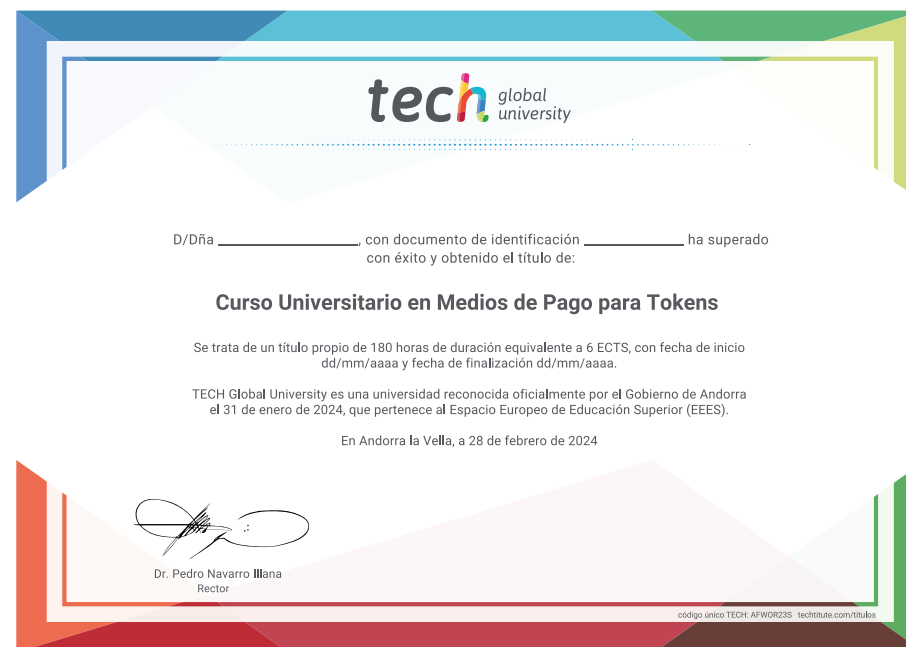 tech global university
D/Dña ______________, con documento de identificación __________ ha superado
con éxito y obtenido el título de:
Curso Universitario en Medios de Pago para Tokens
Se trata de un título propio de 180 horas de duración equivalente a 6 ECTS, con fecha de inicio
dd/mm/aaaa y fecha de finalización dd/mm/aaaa.
TECH Global University es una universidad reconocida oficialmente por el Gobierno de Andorra
el 31 de enero de 2024, que pertenece al Espacio Europeo de Educación Superior (EEES).
En Andorra la Vella, a 28 de febrero de 2024
Dr. Pedro Navarro Illana
Rector
código único TECH: AFWOR23S techtitute.com/titulos